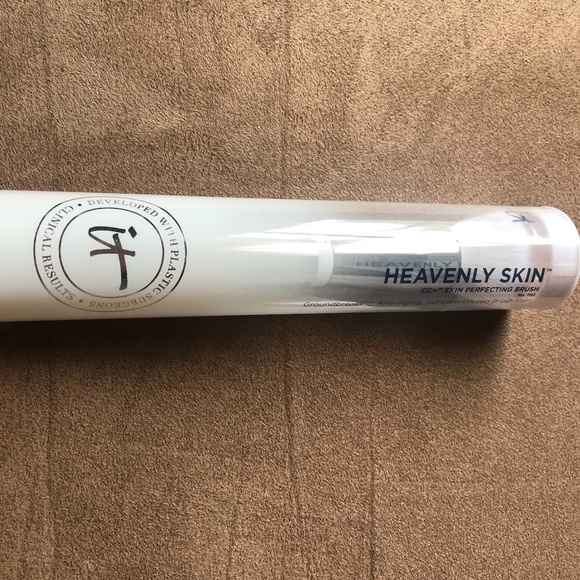 DEVELOPED WITH PLASTIC SURGEONS • CLINICAL RESULTS •
iT
iT
HEAVENLY
HEAVENLY SKIN™
CC+™ SKIN PERFECTING BRUSH
No 702
Groundbreaking, Anti-Aging,